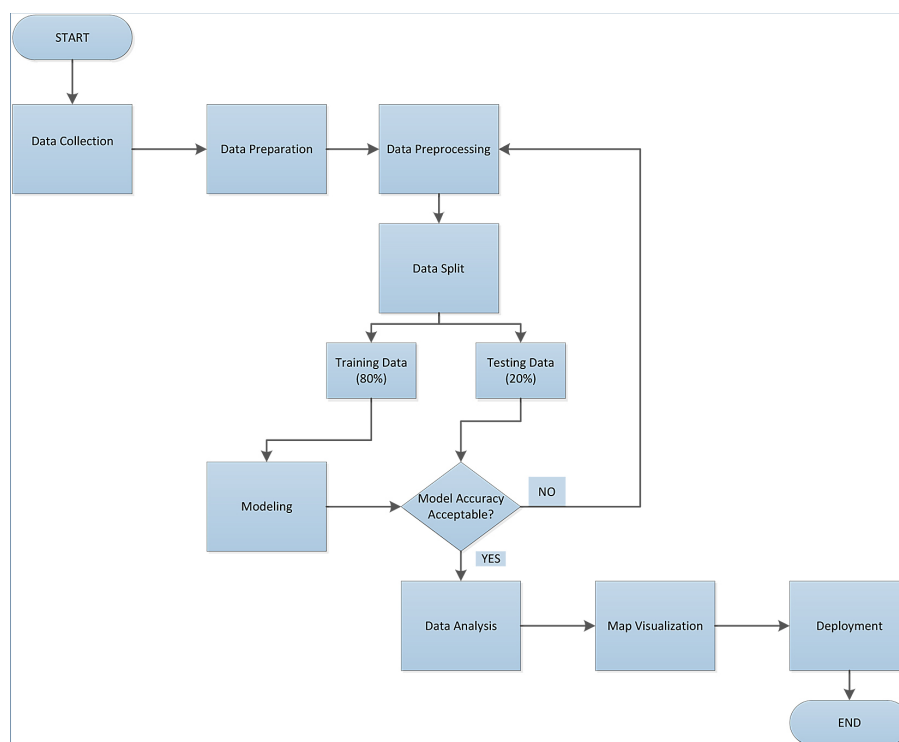 START
Data Collection
Data Preparation
Data Preprocessing
Data Split
Training Data
(80%)
Testing Data
(20%)
Modeling
Model Accuracy
Acceptable?
NO
YES
Data Analysis
Map Visualization
Deployment
END